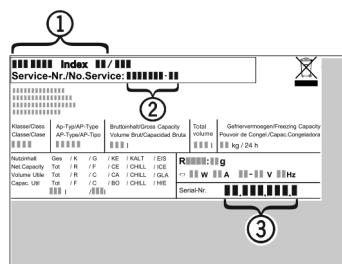 1
Index /
Service-Nr./No.Service: -
2
Klasse/Class Ap-Typ/AP-Type Bruttoinhalt/Gross Capacity Total Gefriervermoegen/Freezing Capacity
Classe/Clase AP-Type/AP-Tipo Volume Brut/Capacidad Bruta volume Pouvoir de Congel./Capac.Congeladora
l l kg / 24 h
Nutzinhalt Ges / K / G / KE / KALT / EIS
Net.Capacity Tot / R / F / CE / CHILL / ICE
Volume Utile Tot / R / C / CA / CHILL / GLA
Capac. Util Tot / F / C / BO / CHILL / HIE
l / l
R : g
W A - V Hz
Serial-Nr. . . .
3